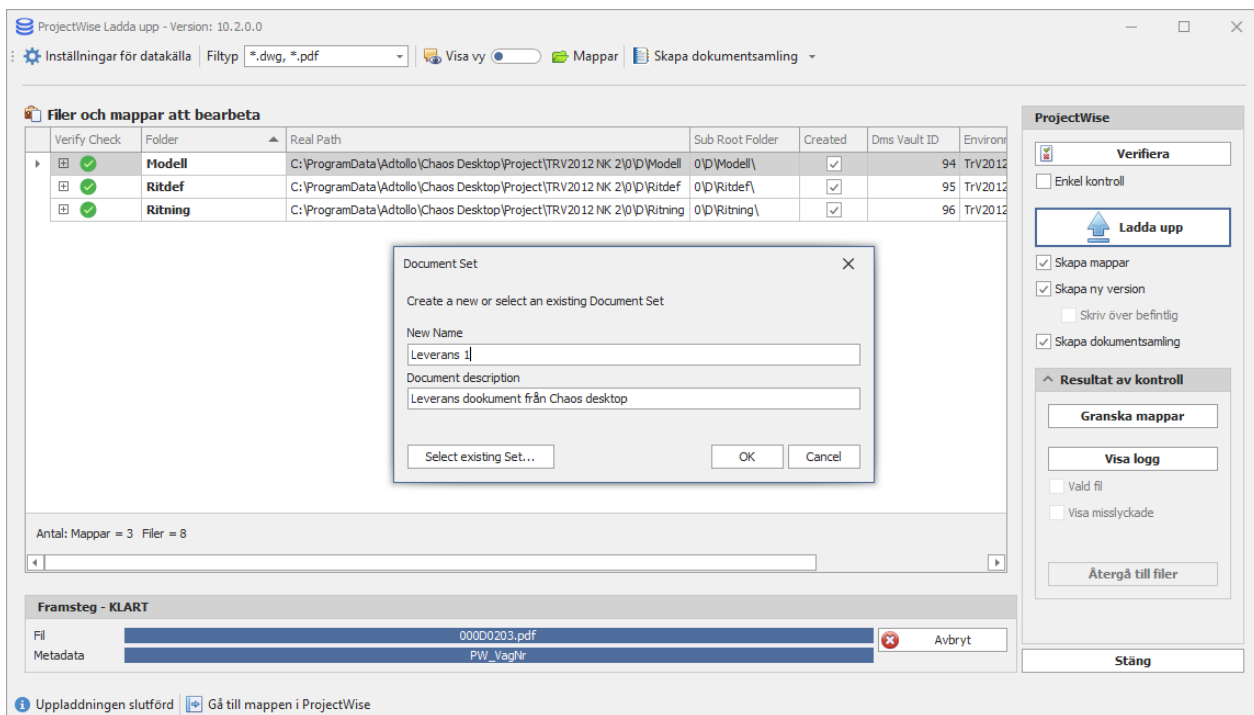 ProjectWise Ladda upp - Version: 10.2.0.0
Inställningar för datakälla Filtyp *.dwg, *.pdf Visa vy Mappar Skapa dokumentsamling
Filer och mappar att bearbeta
Verify Check Folder Real Path Sub Root Folder Created Dms Vault ID Environm
Modell C:\ProgramData\Adtollo\Chaos Desktop\Project\TRV2012 NK 2\0\D\Modell 0\D\Modell\ 94 TrV2012
Ritdef C:\ProgramData\Adtollo\Chaos Desktop\Project\TRV2012 NK 2\0\D\Ritdef 0\D\Ritdef\ 95 TrV2012
Ritning C:\ProgramData\Adtollo\Chaos Desktop\Project\TRV2012 NK 2\0\D\Ritning 0\D\Ritning\ 96 TrV2012
Document Set
Create a new or select an existing Document Set
New Name
Leverans 1
Document description
Leverans dookument från Chaos desktop
Select existing Set... OK Cancel
Antal: Mappar = 3 Filer = 8
ProjectWise
Verifiera
Enkel kontroll
Ladda upp
Skapa mappar
Skapa ny version
Skriv över befintlig
Skapa dokumentsamling
Resultat av kontroll
Granska mappar
Visa logg
Vald fil
Visa misslyckade
Återgå till filer
Framsteg - KLART
Fil 000D0203.pdf
Metadata PW_VagNr
Avbryt
Stäng
Uppladdningen slutförd Gå till mappen i ProjectWise